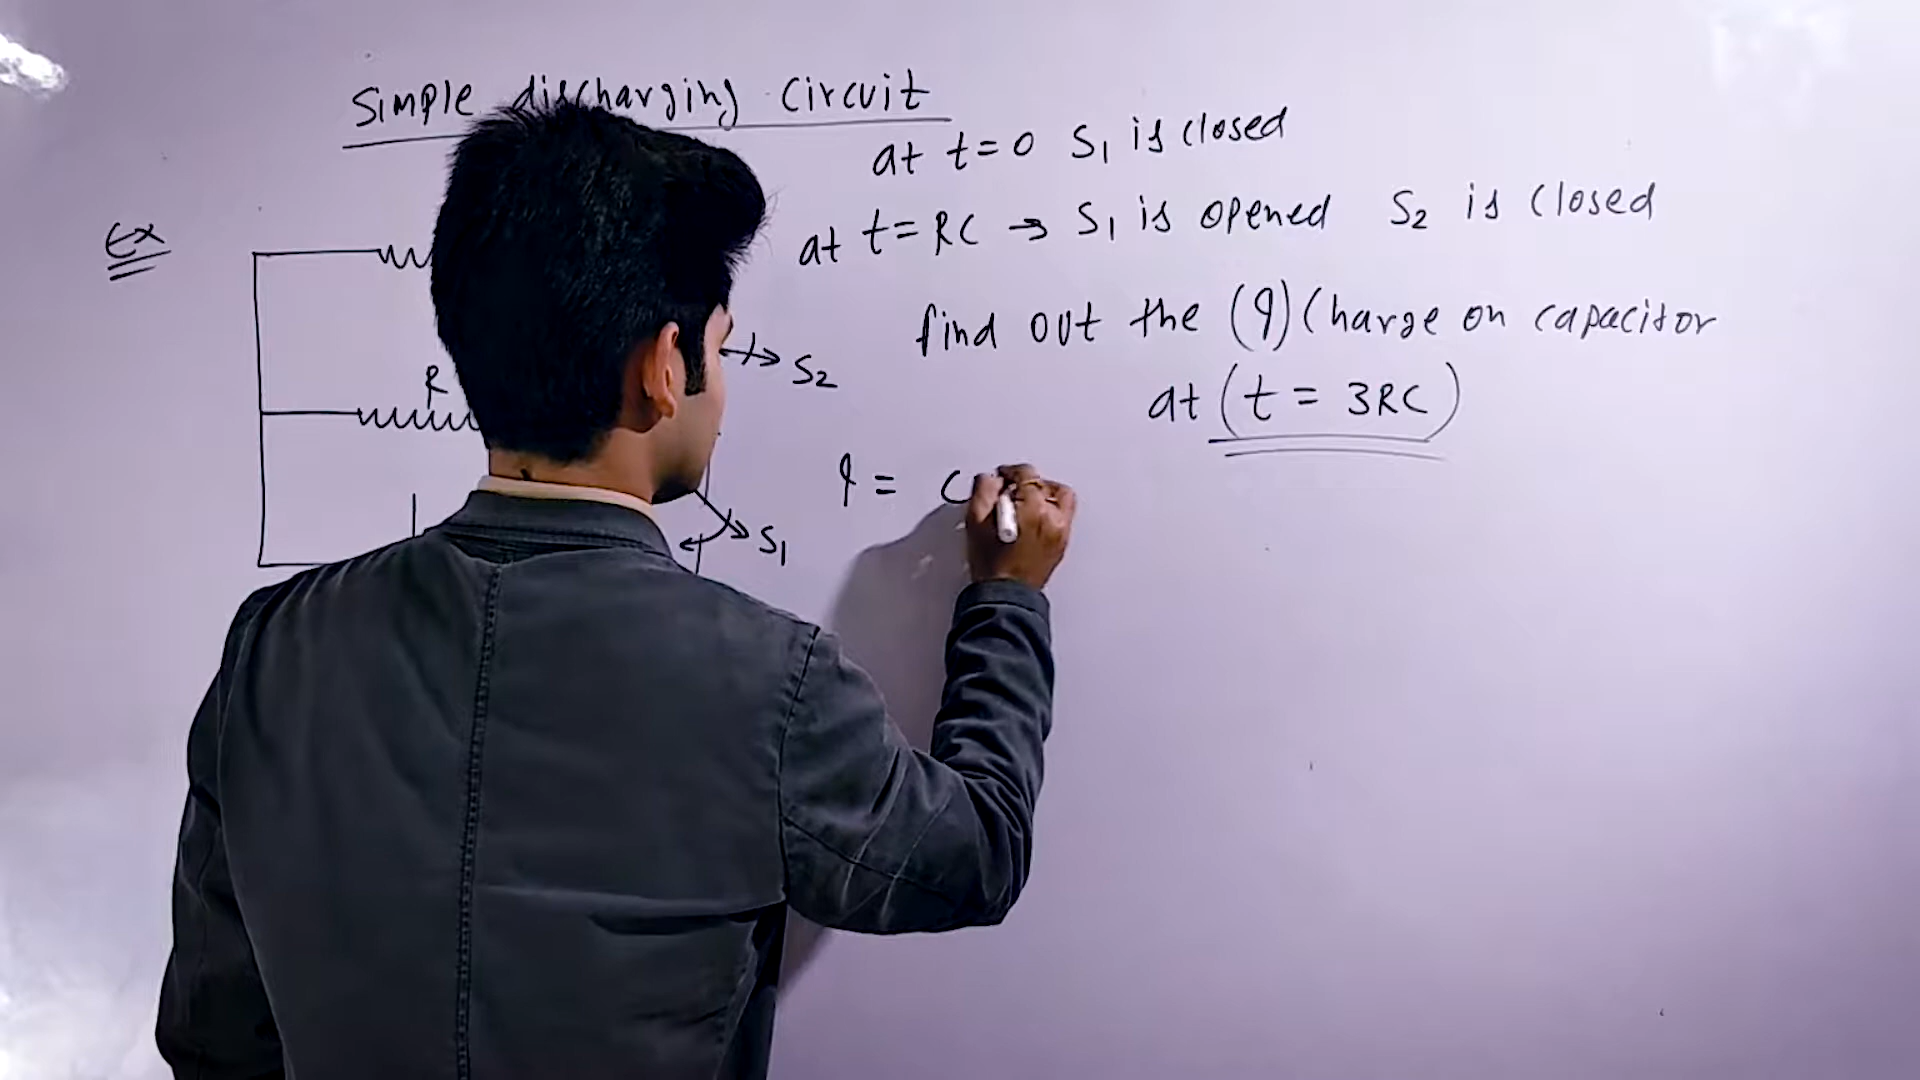 Simple discharging circuit
at t=0 S1 is closed
at t=RC → S1 is opened S2 is closed
Ex
find out the (q) Charge on capacitor
at (t = 3RC)
R
S2
q = C
S1